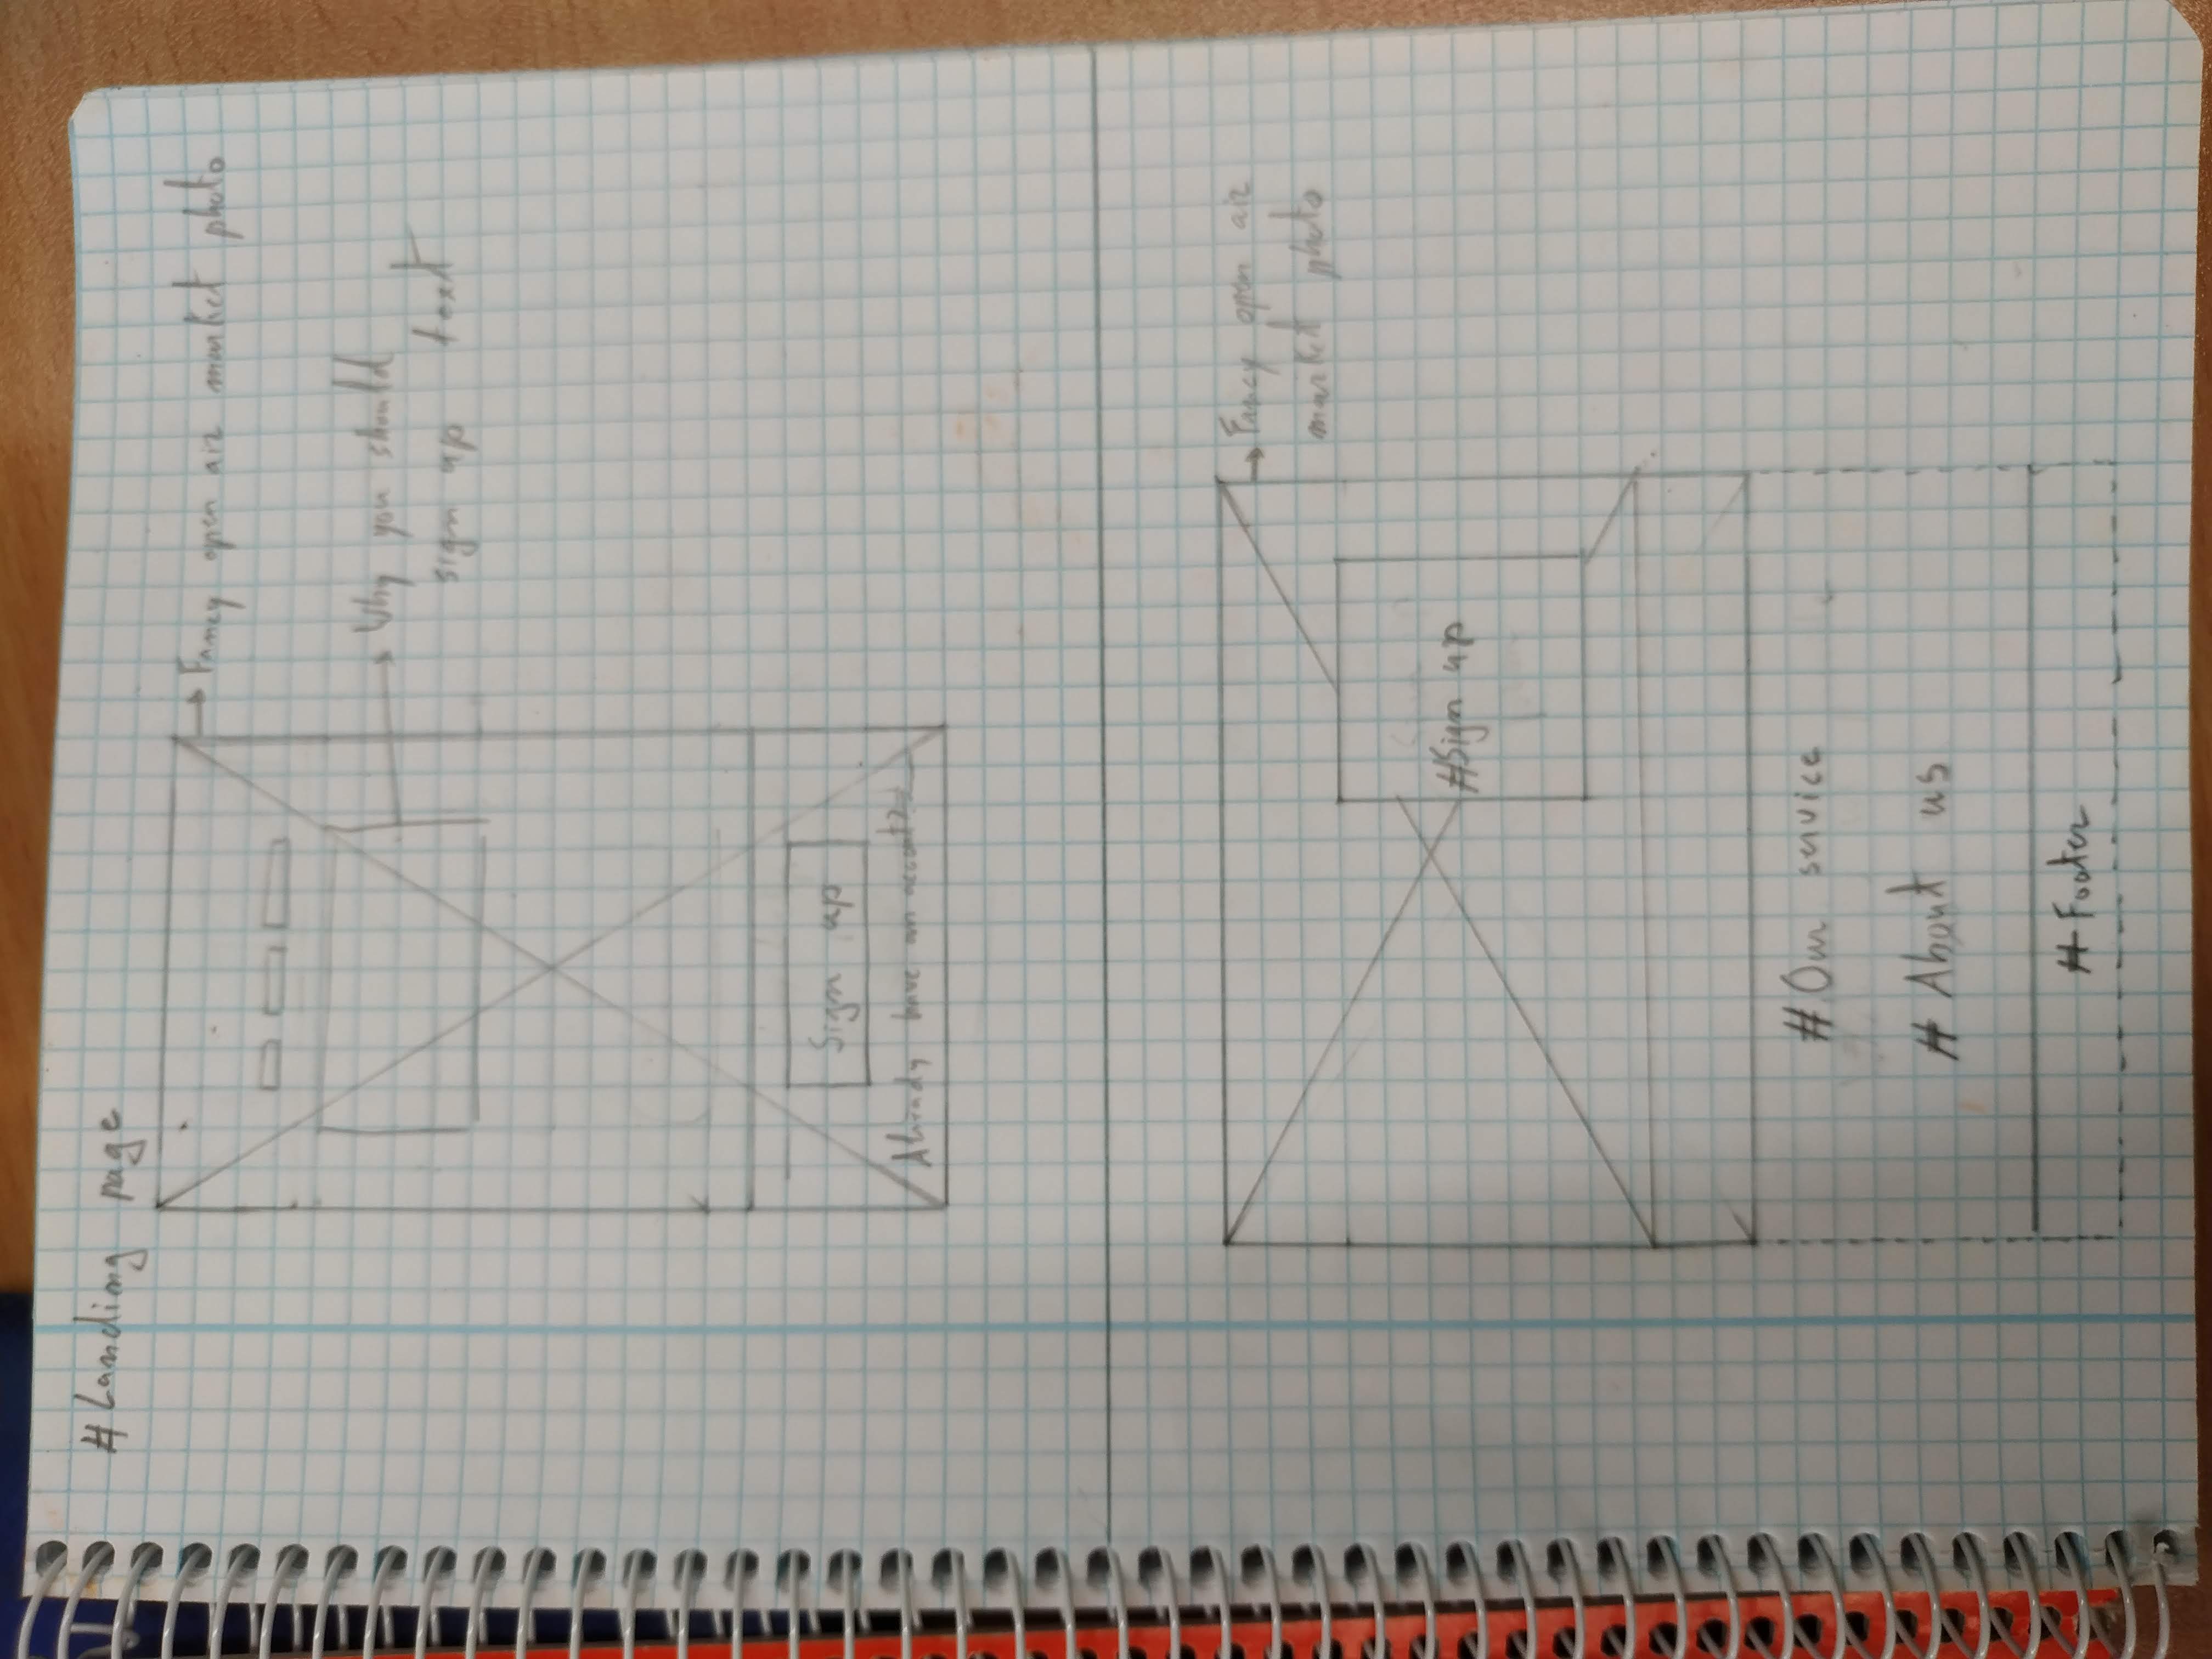 # Landing page
Fancy open air market photo
Why you should
sign up text
Sign up
Already have an account?
Fancy open air
market photo
#Sign up
# Our service
# About us
# Footer